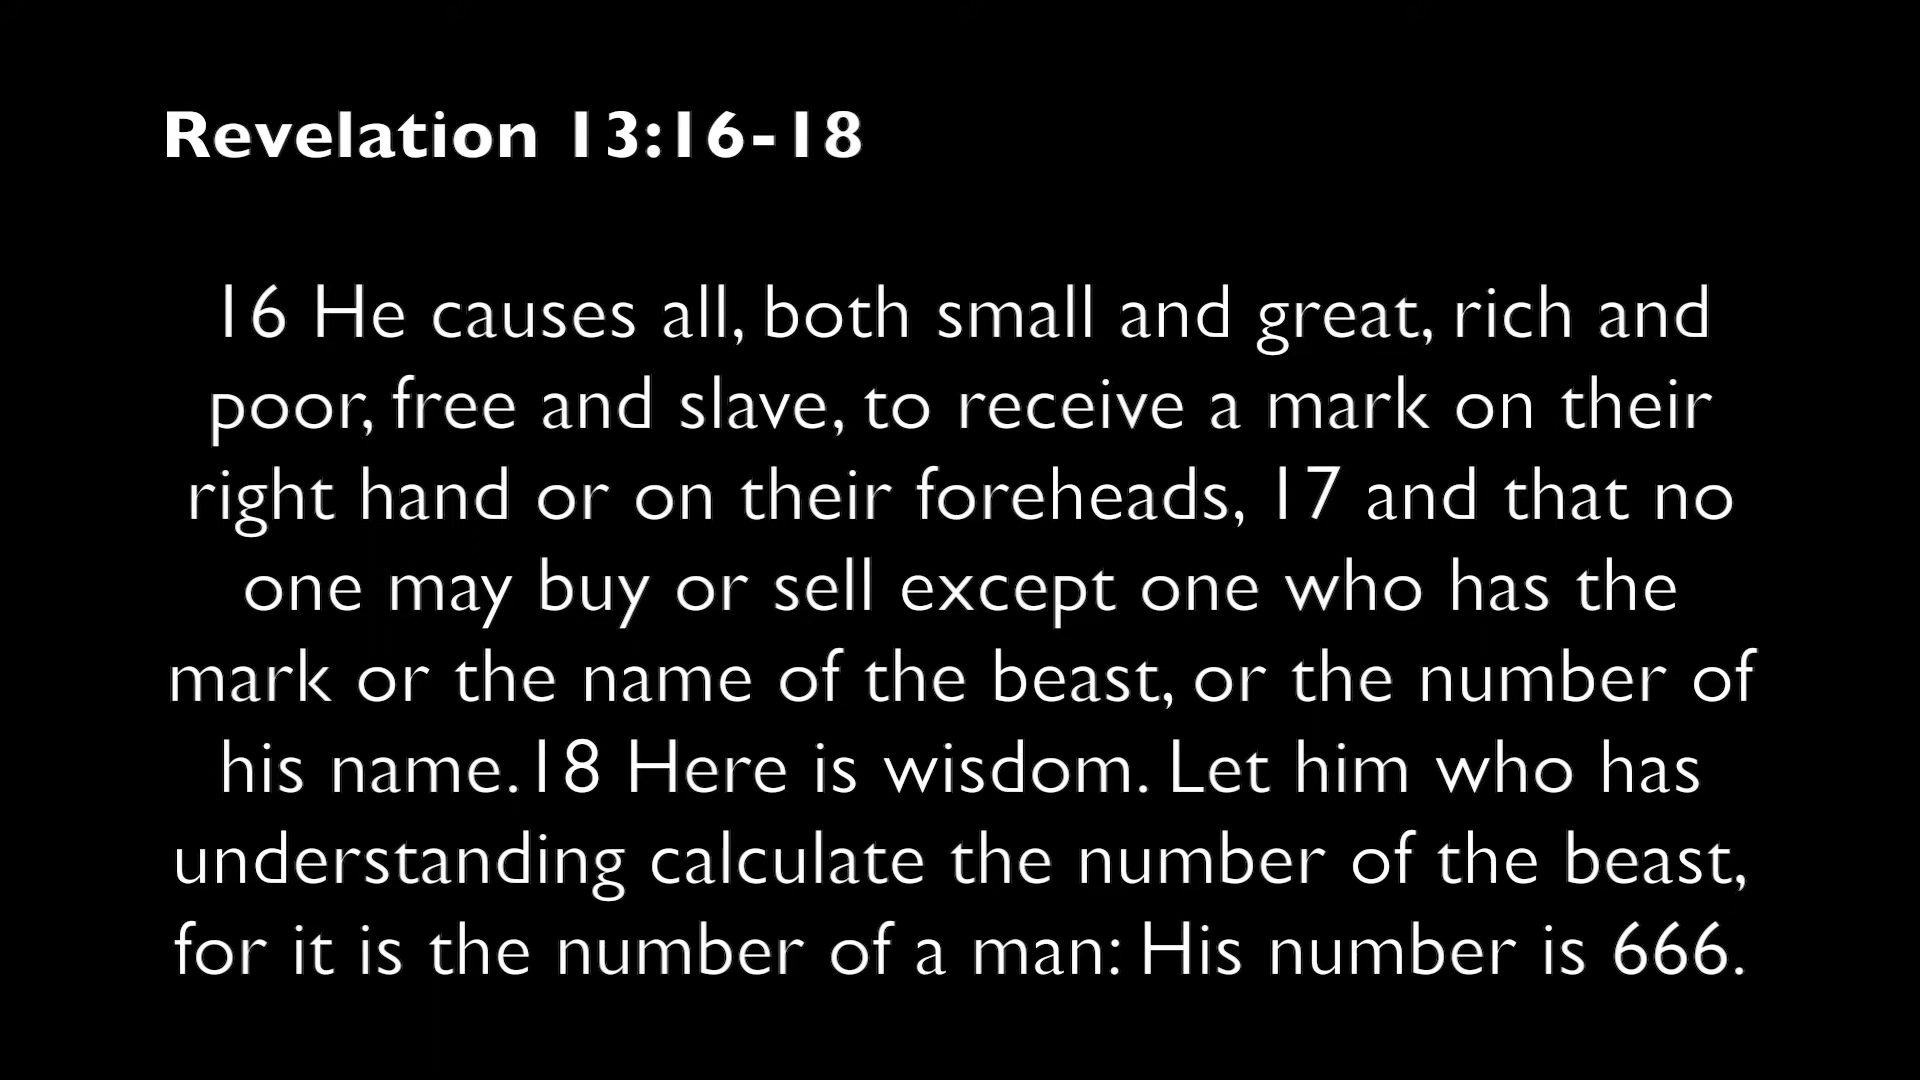 Revelation 13:16-18
16 He causes all, both small and great, rich and
poor, free and slave, to receive a mark on their
right hand or on their foreheads, 17 and that no
one may buy or sell except one who has the
mark or the name of the beast, or the number of
his name.18 Here is wisdom. Let him who has
understanding calculate the number of the beast,
for it is the number of a man: His number is 666.